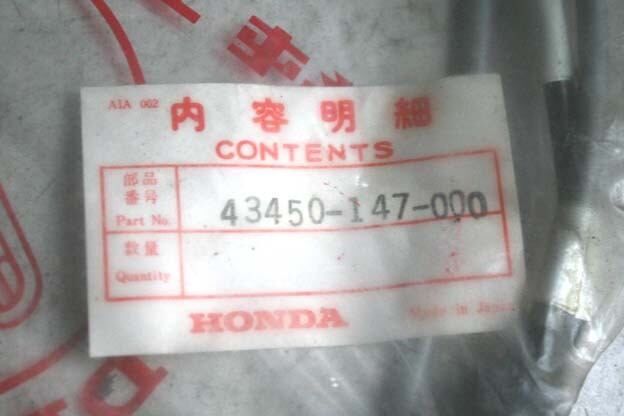 AIA 002
内容明細
CONTENTS
部品
番号
Part No.
43450-147-000
数量
Quantity
HONDA
Made in Japan